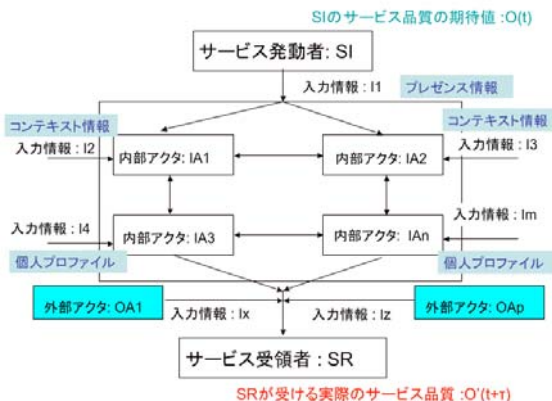 SIのサービス品質の期待値 :O(t)
サービス発動者: SI
入力情報 : I1
プレゼンス情報
コンテキスト情報
コンテキスト情報
入力情報 : I2
内部アクタ: IA1
内部アクタ: IA2
入力情報 : I3
入力情報 : I4
内部アクタ: IA3
内部アクタ: IAn
入力情報 : Im
個人プロファイル
個人プロファイル
外部アクタ: OA1
入力情報 : Ix
入力情報 : Iz
外部アクタ: OAp
サービス受領者 : SR
SRが受ける実際のサービス品質 :O'(t+τ)